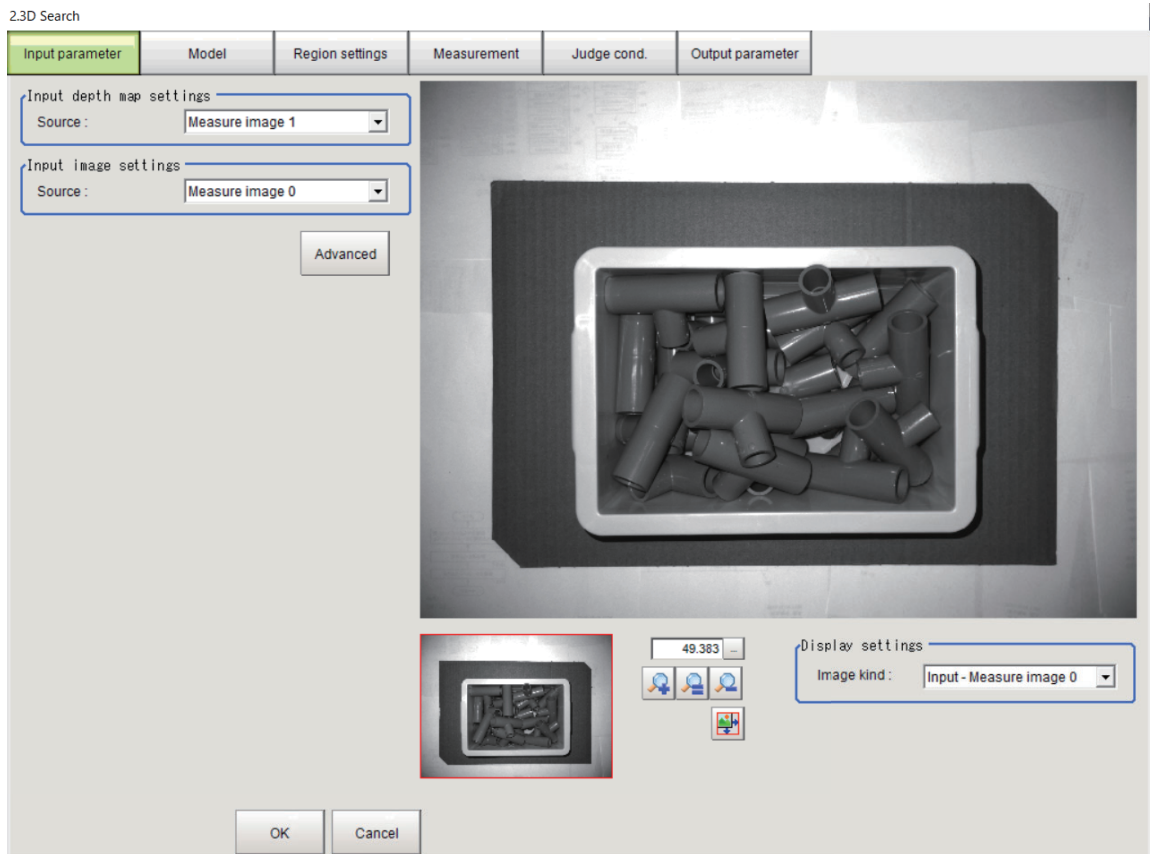 2.3D Search
Input parameter Model Region settings Measurement Judge cond. Output parameter
Input depth map settings
Source : Measure image 1
Input image settings
Source : Measure image 0
Advanced
49.383 ...
Display settings
Image kind : Input - Measure image 0
OK Cancel